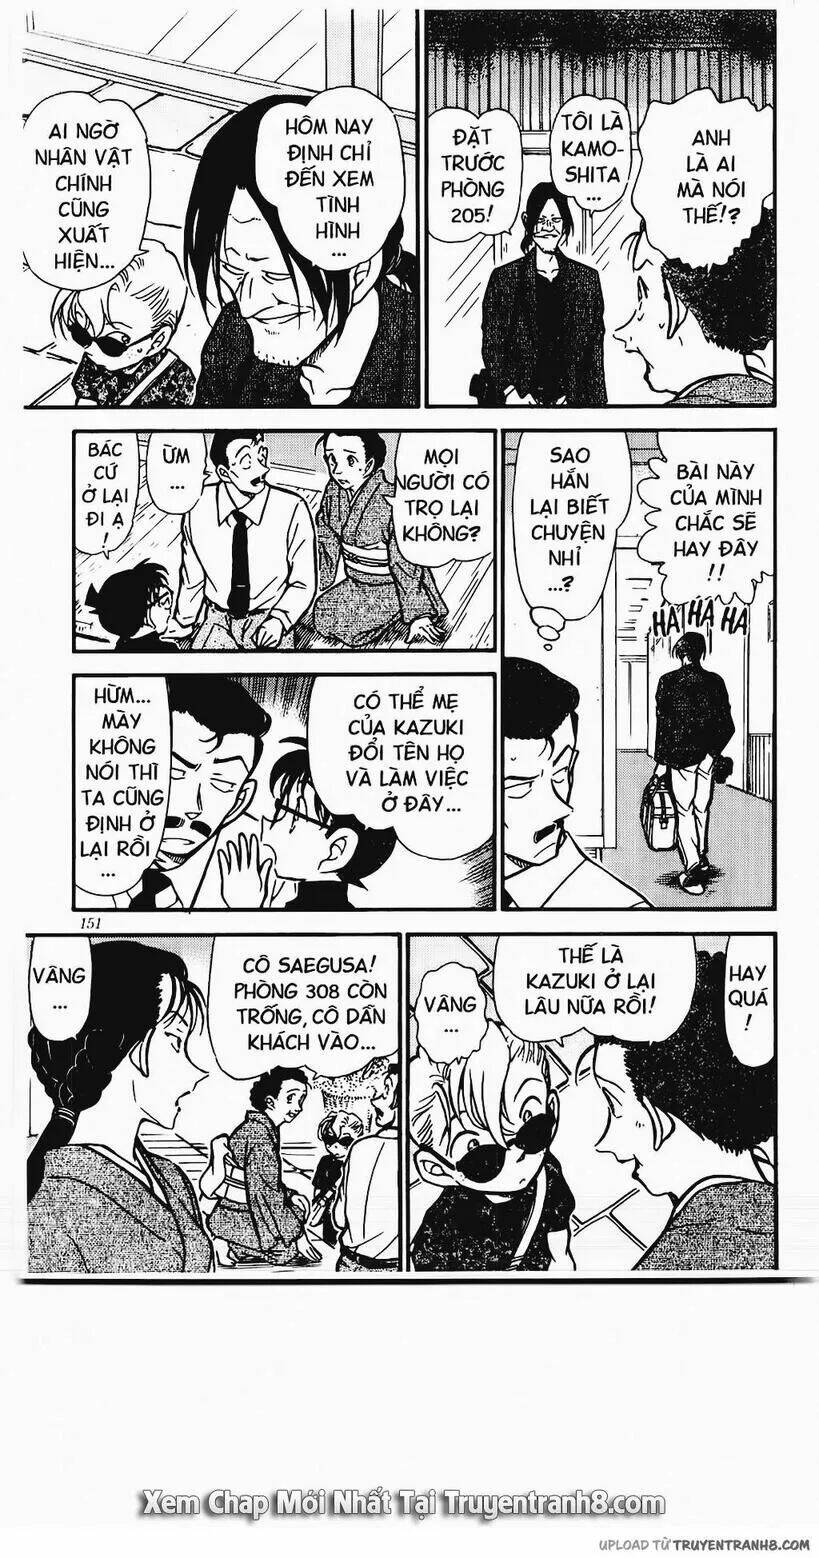 ANH
LÀ AI
MÀ NÓI
THẾ!?
TÔI LÀ
KAMO-
SHITA
...
ĐẶT
TRƯỚC
PHÒNG
205!
HÔM NAY
ĐỊNH CHỈ
ĐẾN XEM
TÌNH
HÌNH
...
AI NGỜ
NHÂN VẬT
CHÍNH
CŨNG
XUẤT
HIỆN...
BÀI NÀY
CỦA MÌNH
CHẮC SẼ
HAY ĐÂY
!!
HA HA HA
SAO
HẮN
LẠI BIẾT
CHUYỆN
NHỈ
...?
MỌI
NGƯỜI CÓ
TRỌ LẠI
KHÔNG?
ỪM
...
BÁC
CỨ
Ở LẠI
ĐI Ạ
!
CÓ THỂ MẸ
CỦA KAZUKI
ĐỔI TÊN HỌ
VÀ LÀM VIỆC
Ở ĐÂY...
HỪM...
MÀY
KHÔNG
NÓI THÌ
TA CŨNG
ĐỊNH Ở
LẠI RỒI
...
151
HAY
QUÁ
!
THẾ LÀ
KAZUKI Ở LẠI
LÂU NỮA RỒI!
VÂNG
...
CÔ SAEGUSA!
PHÒNG 308 CÒN
TRỐNG, CÔ DẪN
KHÁCH VÀO...
VÂNG
...
Xem Chap Mới Nhất Tại Truyentranh8.com
UPLOAD TỪ TRUYENTRANH8.COM